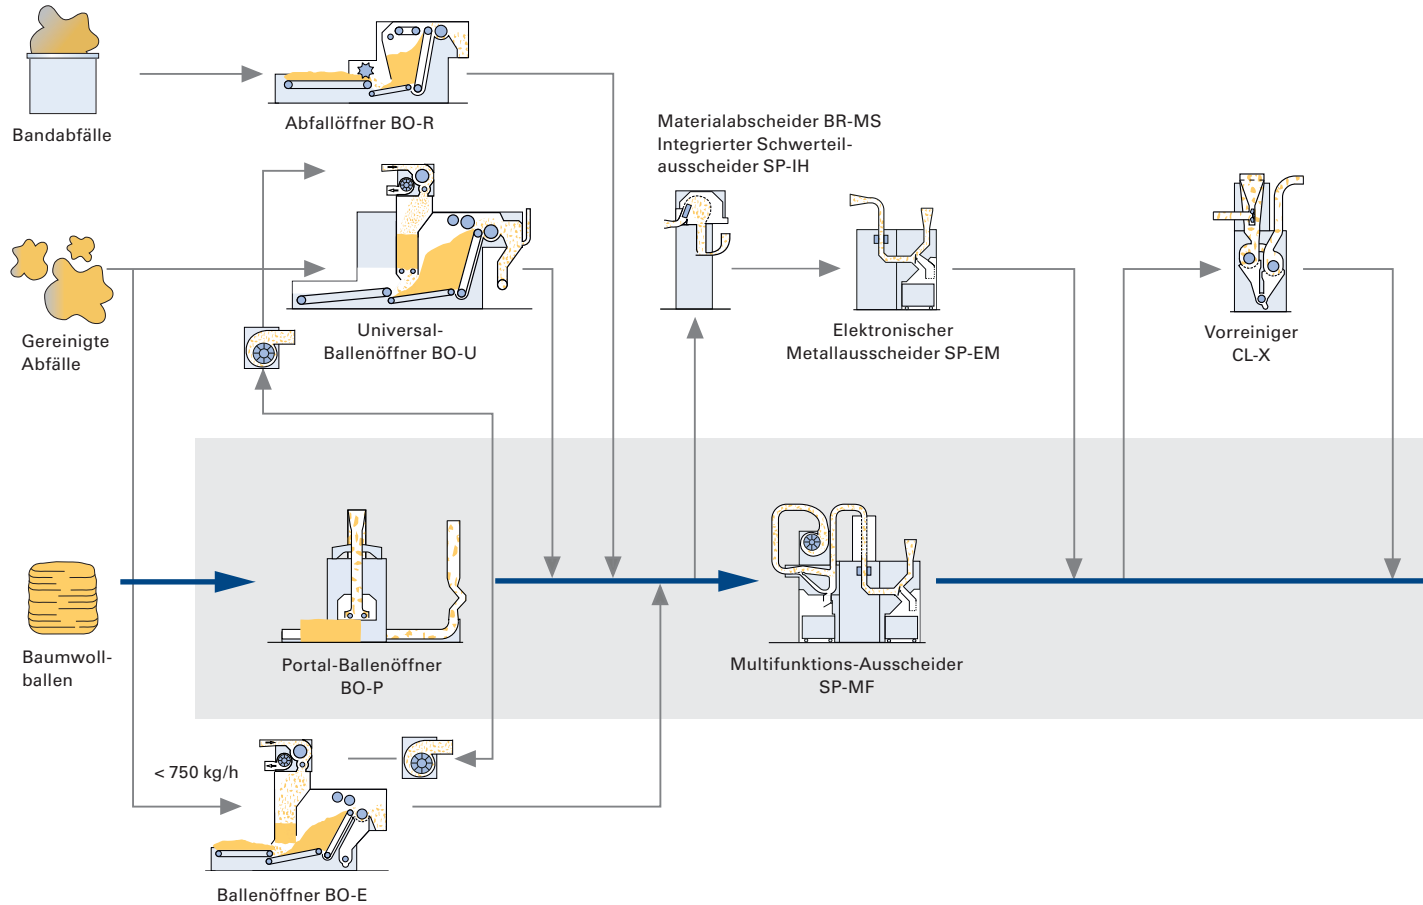 Bandabfälle
Abfallöffner BO-R
Materialabscheider BR-MS
Integrierter Schwerteil-
ausscheider SP-IH
Gereinigte
Abfälle
Universal-
Ballenöffner BO-U
Elektronischer
Metallausscheider SP-EM
Vorreiniger
CL-X
Baumwoll-
ballen
Portal-Ballenöffner
BO-P
Multifunktions-Ausscheider
SP-MF
< 750 kg/h
Ballenöffner BO-E